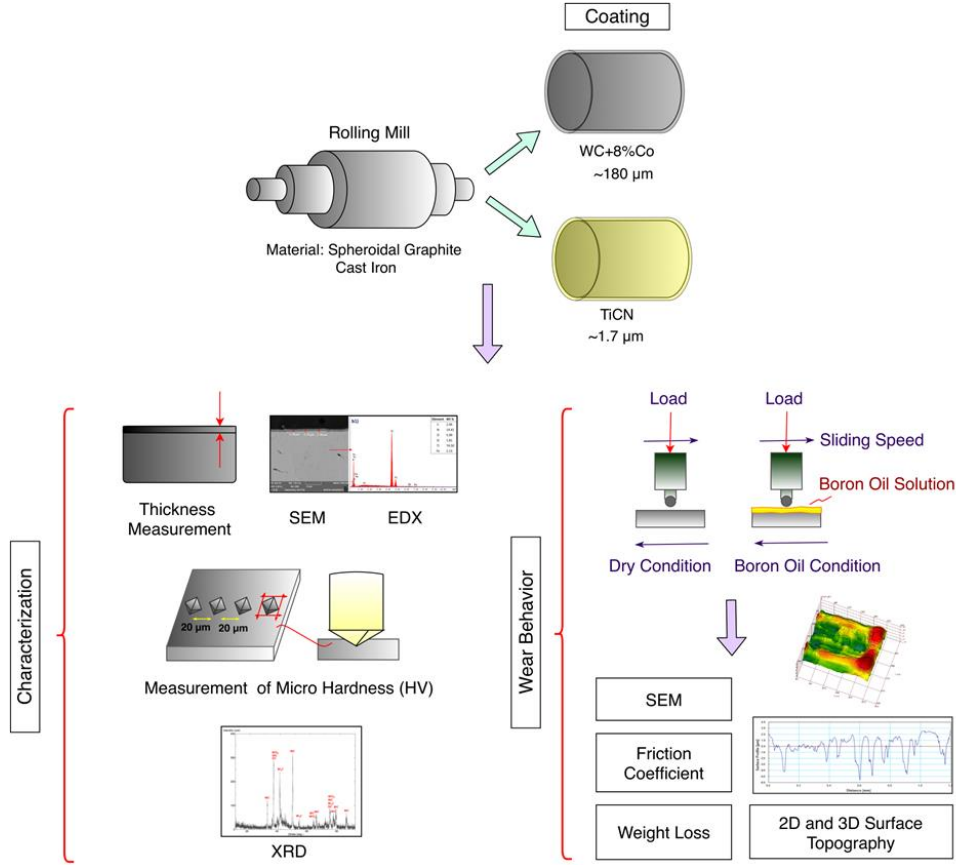 Coating
Rolling Mill
WC+8%Co
~180 µm
Material: Spheroidal Graphite
Cast Iron
TiCN
~1.7 µm
Characterization
Thickness
Measurement
SEM
EDX
20 µm
20 µm
Measurement of Micro Hardness (HV)
XRD
Wear Behavior
Load
Load
Sliding Speed
Boron Oil Solution
Dry Condition
Boron Oil Condition
SEM
Friction
Coefficient
Weight Loss
2D and 3D Surface
Topography